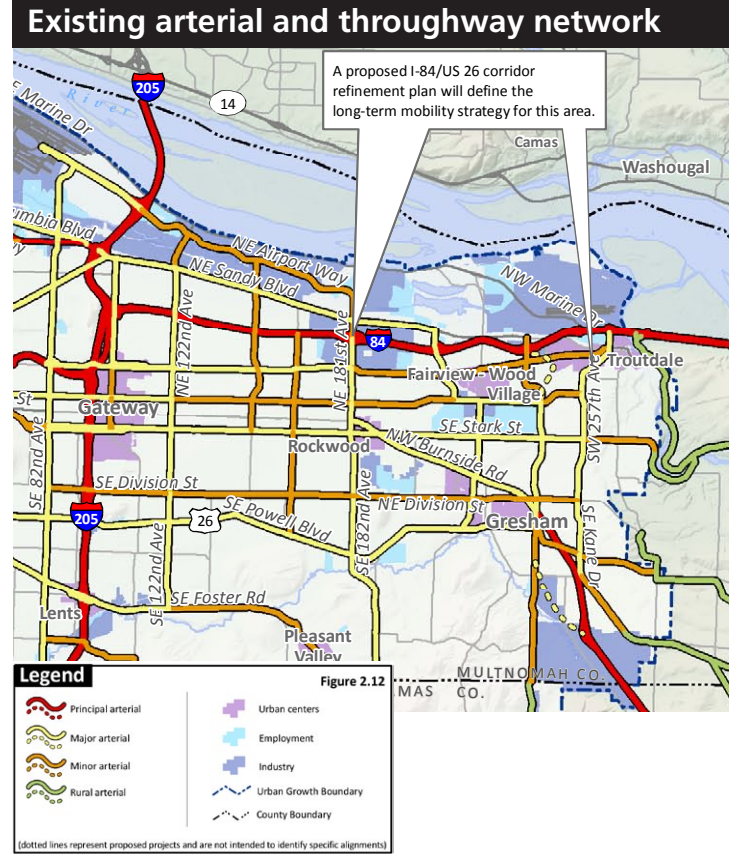 Existing arterial and throughway network
A proposed I-84/US 26 corridor
refinement plan will define the
long-term mobility strategy for this area.
205
14
E Marine Dr
River
Camas
Washougal
umbia Blvd
NE Airport Way
NE Sandy Blvd
NW Marine Dr
NE 122nd Ave
NE 181st Ave
84
Fairview - Wood
Village
Troutdale
St
Gateway
SE 82nd Ave
SE Stark St
SW 257th Ave
Rockwood
NW Burnside Rd
SE Division St
NE Division St
205
26
SE Powell Blvd
SE 182nd Ave
Gresham
SE Kane Dr
SE 122nd Ave
SE Foster Rd
Lents
Pleasant
Valley
MULTNOMAH CO.
MAS CO.
Legend
Figure 2.12
Principal arterial
Major arterial
Minor arterial
Rural arterial
Urban centers
Employment
Industry
Urban Growth Boundary
County Boundary
(dotted lines represent proposed projects and are not intended to identify specific alignments)